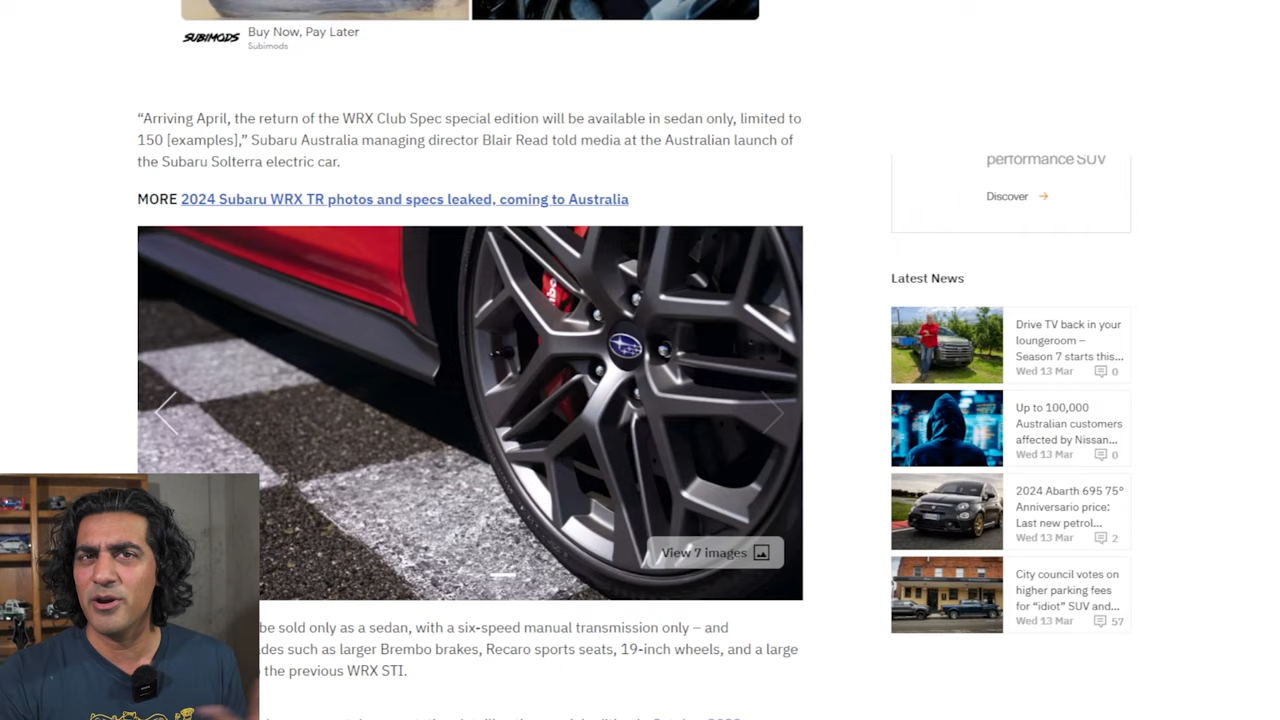 SUBIMODS
Buy Now, Pay Later
Subimods
“Arriving April, the return of the WRX Club Spec special edition will be available in sedan only, limited to
150 [examples],” Subaru Australia managing director Blair Read told media at the Australian launch of
the Subaru Solterra electric car.
MORE 2024 Subaru WRX TR photos and specs leaked, coming to Australia
View 7 images
be sold only as a sedan, with a six-speed manual transmission only – and
des such as larger Brembo brakes, Recaro sports seats, 19-inch wheels, and a large
the previous WRX STI.
performance SUV
Discover →
Latest News
Drive TV back in your
loungeroom –
Season 7 starts this...
Wed 13 Mar 0
Up to 100,000
Australian customers
affected by Nissan...
Wed 13 Mar 0
2024 Abarth 695 75°
Anniversario price:
Last new petrol...
Wed 13 Mar 2
City council votes on
higher parking fees
for “idiot” SUV and...
Wed 13 Mar 57